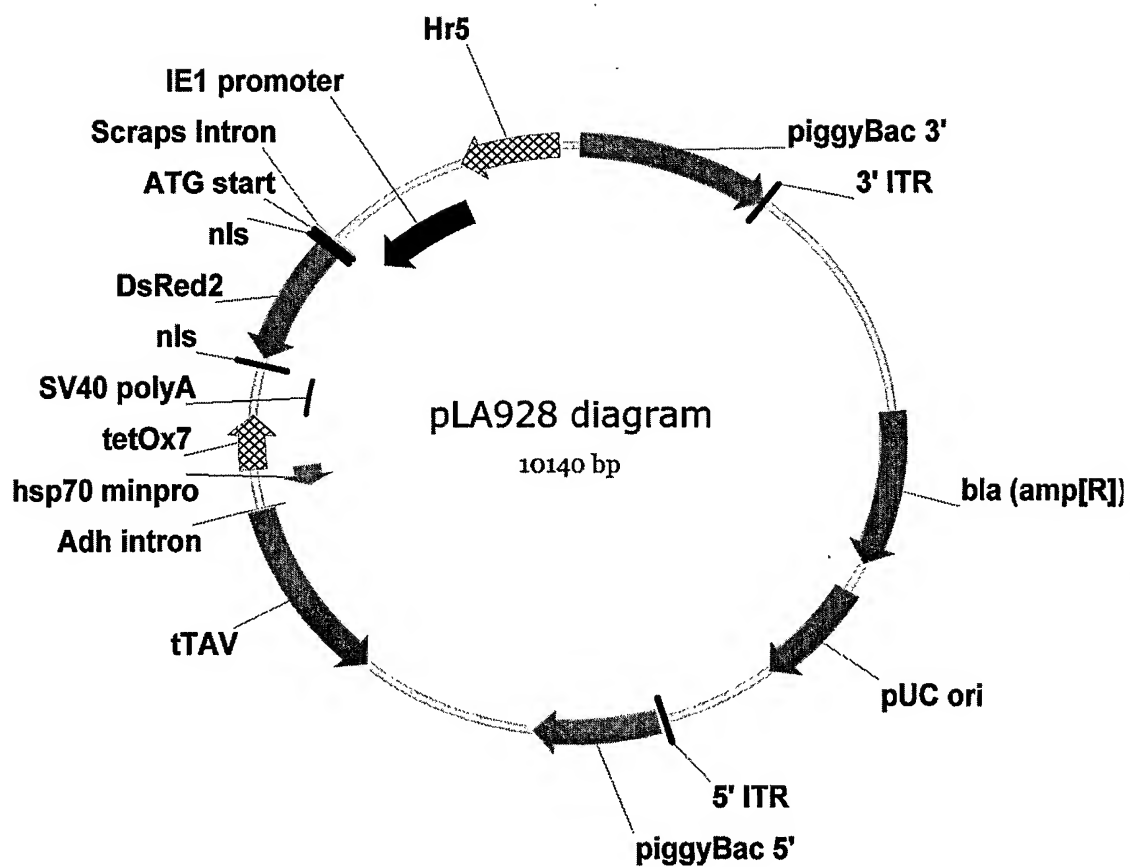 Hr5
IE1 promoter
Scraps Intron
ATG start
nls
DsRed2
nls
SV40 polyA
tetOx7
hsp70 minpro
Adh intron
tTAV
piggyBac 3'
3' ITR
pLA928 diagram
10140 bp
bla (amp[R])
pUC ori
5' ITR
piggyBac 5'